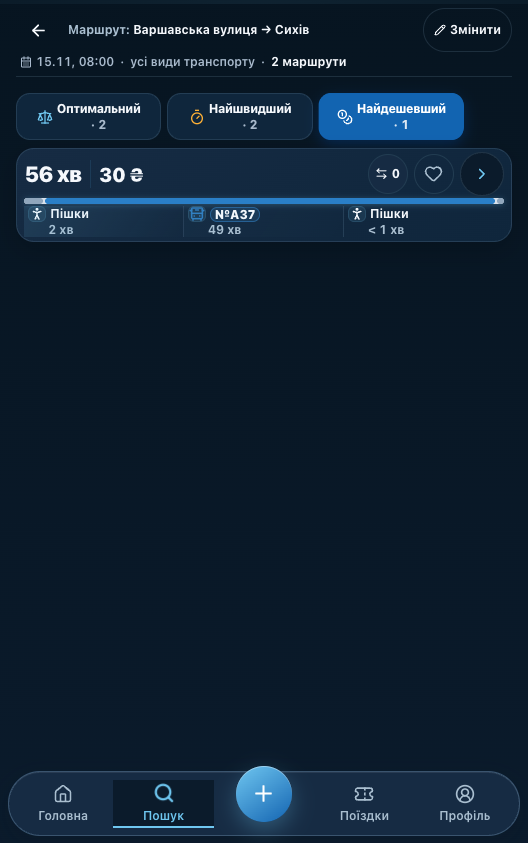 Маршрут: Варшавська вулиця → Сихів
Змінити
15.11, 08:00 · усі види транспорту · 2 маршрути
Оптимальний · 2
Найшвидший · 2
Найдешевший · 1
56 хв
30 ₴
0
Пішки
2 хв
№A37
49 хв
Пішки
< 1 хв
Головна
Пошук
Поїздки
Профіль